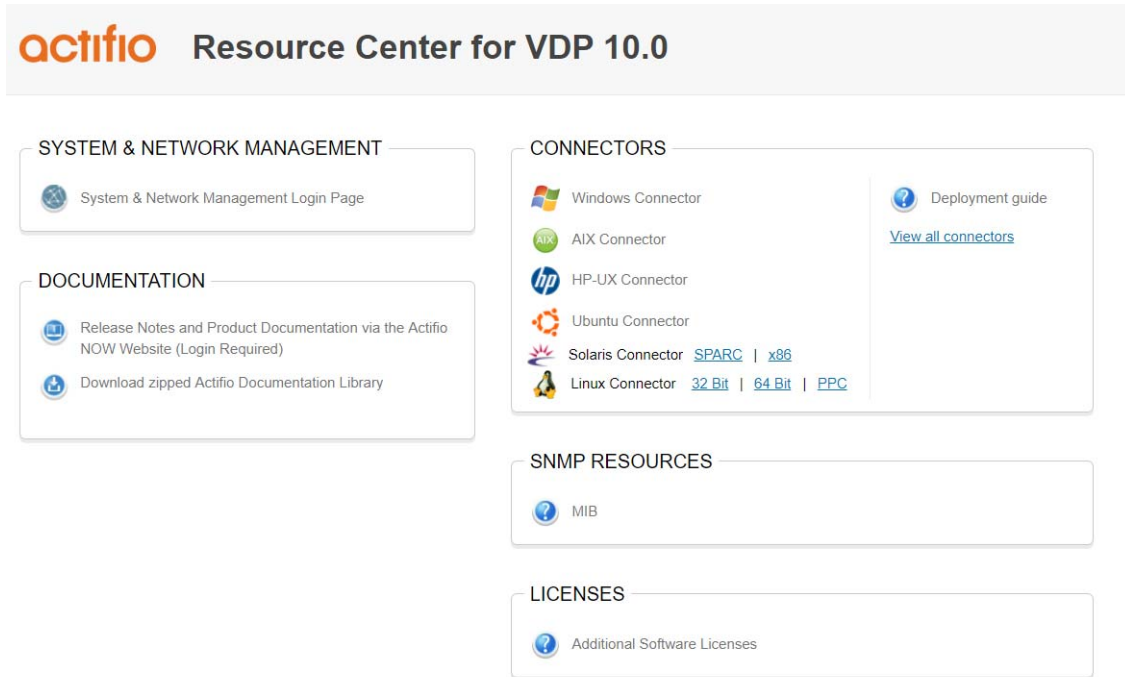 actifio Resource Center for VDP 10.0
SYSTEM & NETWORK MANAGEMENT
System & Network Management Login Page
DOCUMENTATION
Release Notes and Product Documentation via the Actifio
NOW Website (Login Required)
Download zipped Actifio Documentation Library
CONNECTORS
Windows Connector
AIX AIX Connector
hp HP-UX Connector
Ubuntu Connector
Solaris Connector SPARC | x86
Linux Connector 32 Bit | 64 Bit | PPC
? Deployment guide
View all connectors
SNMP RESOURCES
? MIB
LICENSES
? Additional Software Licenses